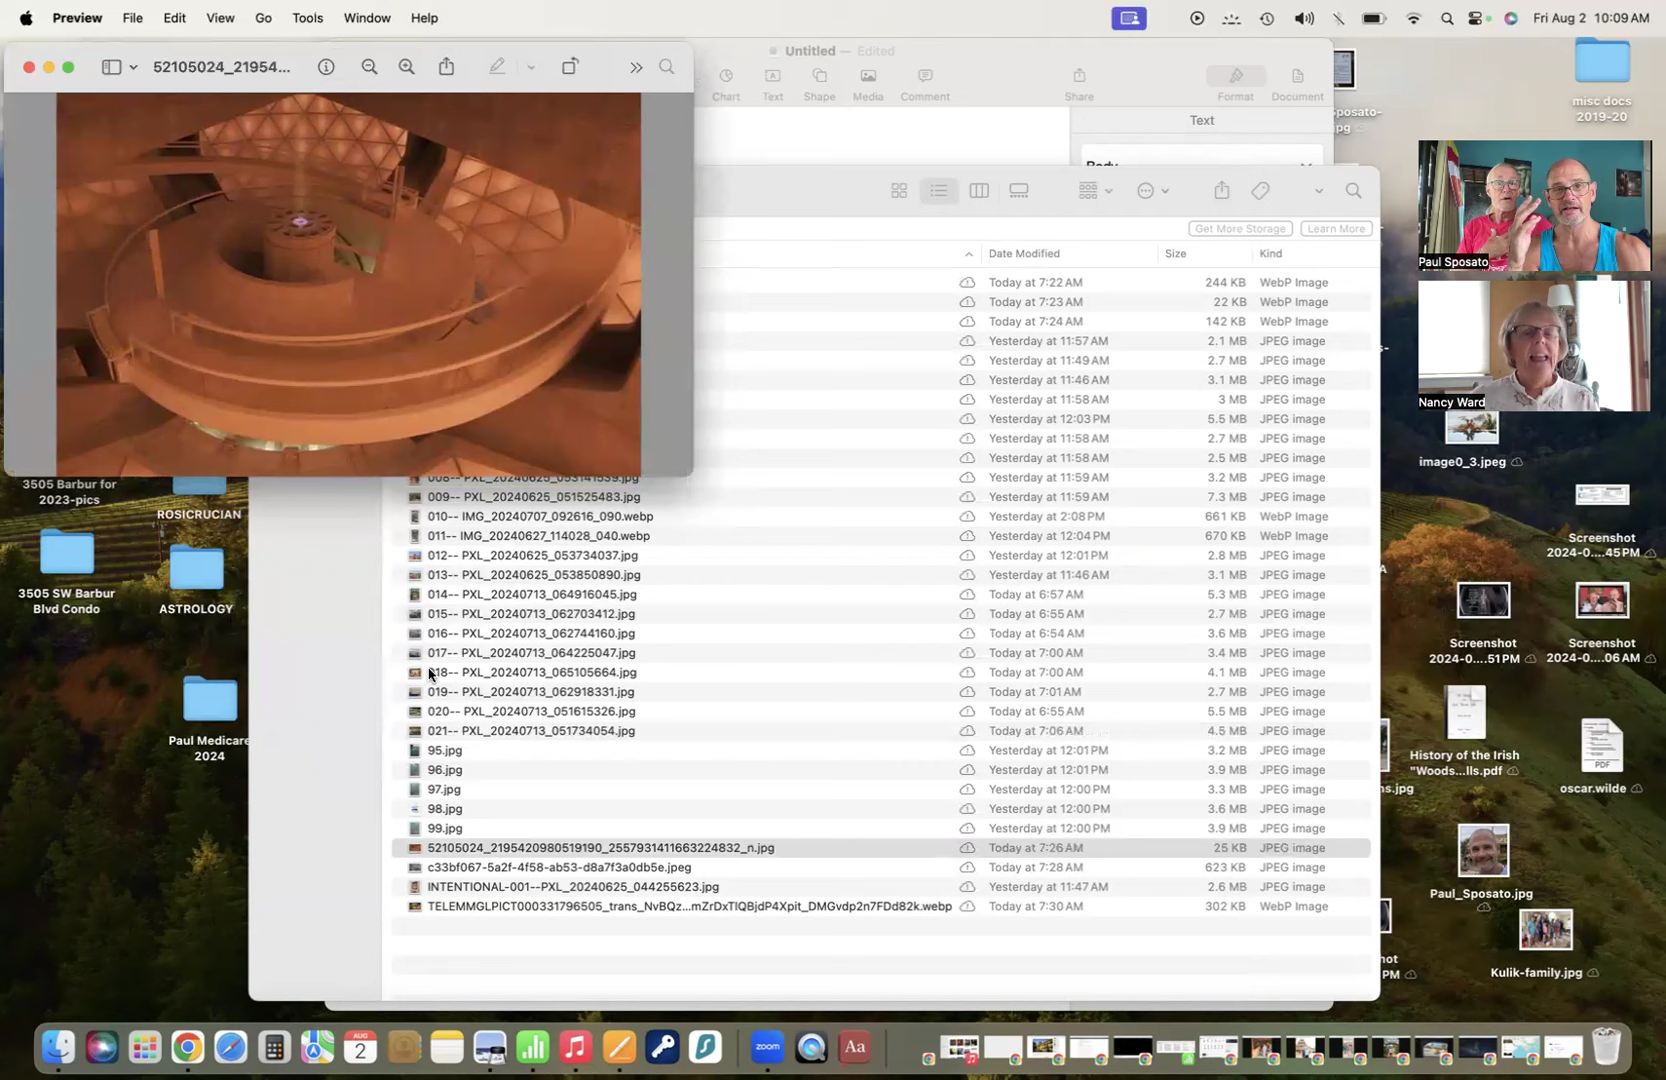 Preview File Edit View Go Tools Window Help
Fri Aug 2 10:09 AM
52105024_21954...
Untitled — Edited
Chart Text Shape Media Comment
Share
Format Document
Text
misc docs
2019-20
Get More Storage Learn More
Date Modified Size Kind
Today at 7:22 AM 244 KB WebP Image
Today at 7:23 AM 22 KB WebP Image
Today at 7:24 AM 142 KB WebP Image
Yesterday at 11:57 AM 2.1 MB JPEG image
Yesterday at 11:49 AM 2.7 MB JPEG image
Yesterday at 11:46 AM 3.1 MB JPEG image
Yesterday at 11:58 AM 3 MB JPEG image
Yesterday at 12:03 PM 5.5 MB JPEG image
Yesterday at 11:58 AM 2.7 MB JPEG image
Yesterday at 11:58 AM 2.5 MB JPEG image
008-- PXL_20240625_053141539.jpg Yesterday at 11:59 AM 3.2 MB JPEG image
009-- PXL_20240625_051525483.jpg Yesterday at 11:59 AM 7.3 MB JPEG image
010-- IMG_20240707_092616_090.webp Yesterday at 2:08 PM 661 KB WebP Image
011-- IMG_20240627_114028_040.webp Yesterday at 12:04 PM 670 KB WebP Image
012-- PXL_20240625_053734037.jpg Yesterday at 12:01 PM 2.8 MB JPEG image
013-- PXL_20240625_053850890.jpg Yesterday at 11:46 AM 3.1 MB JPEG image
014-- PXL_20240713_064916045.jpg Today at 6:57 AM 5.3 MB JPEG image
015-- PXL_20240713_062703412.jpg Today at 6:55 AM 2.7 MB JPEG image
016-- PXL_20240713_062744160.jpg Today at 6:54 AM 3.6 MB JPEG image
017-- PXL_20240713_064225047.jpg Today at 7:00 AM 3.4 MB JPEG image
018-- PXL_20240713_065105664.jpg Today at 7:00 AM 4.1 MB JPEG image
019-- PXL_20240713_062918331.jpg Today at 7:01 AM 2.7 MB JPEG image
020-- PXL_20240713_051615326.jpg Today at 6:55 AM 5.5 MB JPEG image
021-- PXL_20240713_051734054.jpg Today at 7:06 AM 4.5 MB JPEG image
95.jpg Yesterday at 12:01 PM 3.2 MB JPEG image
96.jpg Yesterday at 12:01 PM 3.9 MB JPEG image
97.jpg Yesterday at 12:00 PM 3.3 MB JPEG image
98.jpg Yesterday at 12:00 PM 3.6 MB JPEG image
99.jpg Yesterday at 12:00 PM 3.9 MB JPEG image
52105024_2195420980519190_2557931411663224832_n.jpg Today at 7:26 AM 25 KB JPEG image
c33bf067-5a2f-4f58-ab53-d8a7f3a0db5e.jpeg Today at 7:28 AM 623 KB JPEG image
INTENTIONAL-001--PXL_20240625_044255623.jpg Yesterday at 11:47 AM 2.6 MB JPEG image
TELEMMGLPICT000331796505_trans_NvBQz...mZrDxTlQBjdP4Xpit_DMGvdp2n7FDd82k.webp Today at 7:30 AM 302 KB WebP Image
3505 Barbur for
2023-pics
ROSICRUCIAN
3505 SW Barbur
Blvd Condo
ASTROLOGY
Paul Medicare
2024
Paul Sposato
Nancy Ward
image0_3.jpeg
Screenshot
2024-0....45 PM
Screenshot
2024-0....51 PM
Screenshot
2024-0....06 AM
History of the Irish
"Woods...lls.pdf
PDF
oscar.wilde
Paul_Sposato.jpg
Kulik-family.jpg
AUG
2
zoom
Aa